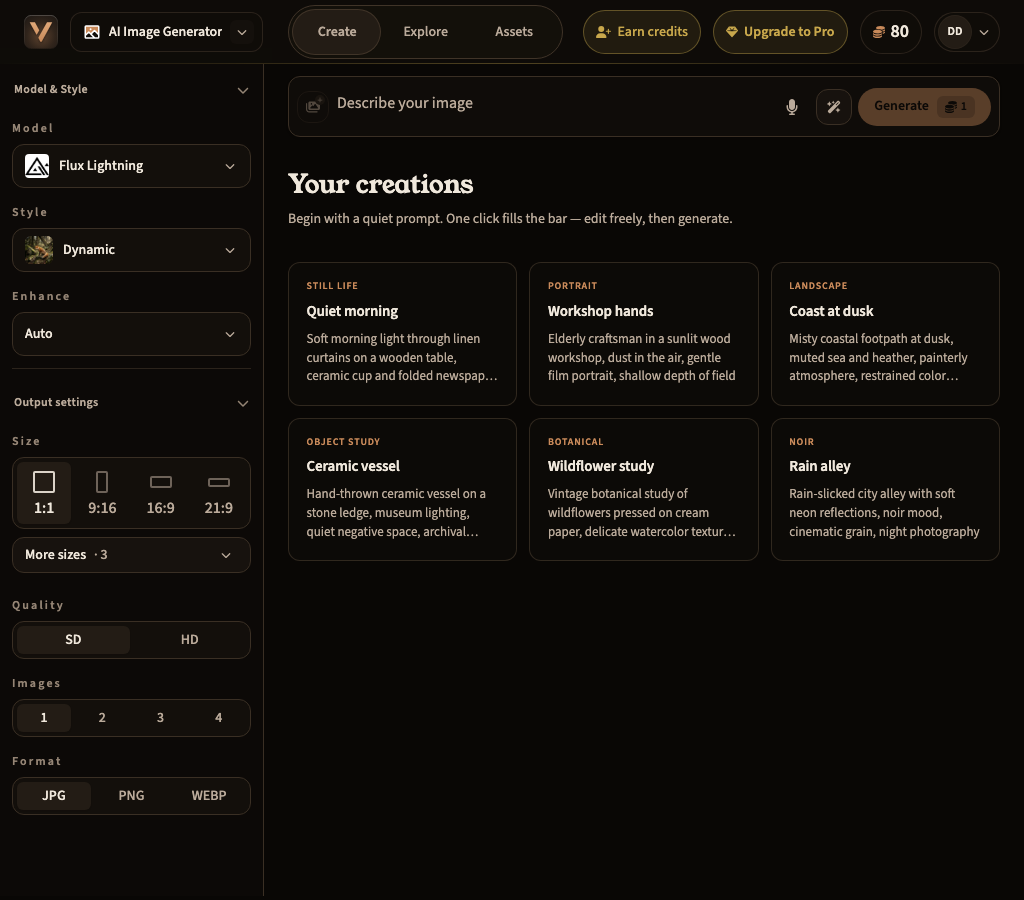 AI Image Generator
Create
Explore
Assets
Earn credits
Upgrade to Pro
80
DD
Model & Style
Model
Flux Lightning
Style
Dynamic
Enhance
Auto
Output settings
Size
1:1
9:16
16:9
21:9
More sizes · 3
Quality
SD
HD
Images
1
2
3
4
Format
JPG
PNG
WEBP
Describe your image
Generate
1
Your creations
Begin with a quiet prompt. One click fills the bar — edit freely, then generate.
STILL LIFE
Quiet morning
Soft morning light through linen
curtains on a wooden table,
ceramic cup and folded newspap…
PORTRAIT
Workshop hands
Elderly craftsman in a sunlit wood
workshop, dust in the air, gentle
film portrait, shallow depth of field
LANDSCAPE
Coast at dusk
Misty coastal footpath at dusk,
muted sea and heather, painterly
atmosphere, restrained color…
OBJECT STUDY
Ceramic vessel
Hand-thrown ceramic vessel on a
stone ledge, museum lighting,
quiet negative space, archival…
BOTANICAL
Wildflower study
Vintage botanical study of
wildflowers pressed on cream
paper, delicate watercolor textur…
NOIR
Rain alley
Rain-slicked city alley with soft
neon reflections, noir mood,
cinematic grain, night photography